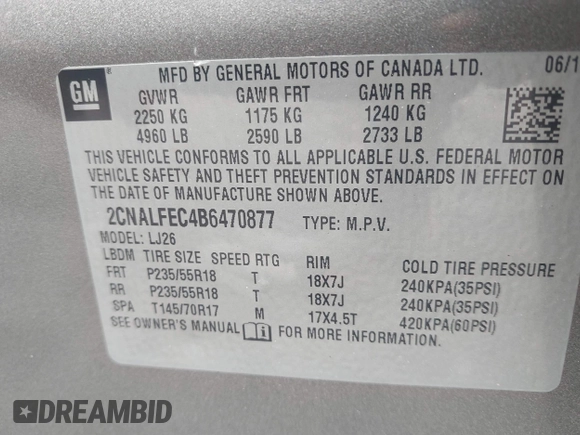 GM ® MFD BY GENERAL MOTORS OF CANADA LTD. 06/1
GVWR GAWR FRT GAWR RR
2250 KG 1175 KG 1240 KG
4960 LB 2590 LB 2733 LB
THIS VEHICLE CONFORMS TO ALL APPLICABLE U.S. FEDERAL MOTOR
VEHICLE SAFETY AND THEFT PREVENTION STANDARDS IN EFFECT ON
THE DATE OF MANUFACTURE SHOWN ABOVE.
2CNALFEC4B6470877 TYPE: M.P.V.
MODEL: LJ26
LBDM TIRE SIZE SPEED RTG RIM COLD TIRE PRESSURE
FRT P235/55R18 T 18X7J 240KPA(35PSI)
RR P235/55R18 T 18X7J 240KPA(35PSI)
SPA T145/70R17 M 17X4.5T 420KPA(60PSI)
SEE OWNER'S MANUAL i FOR MORE INFORMATION.
DREAMBID